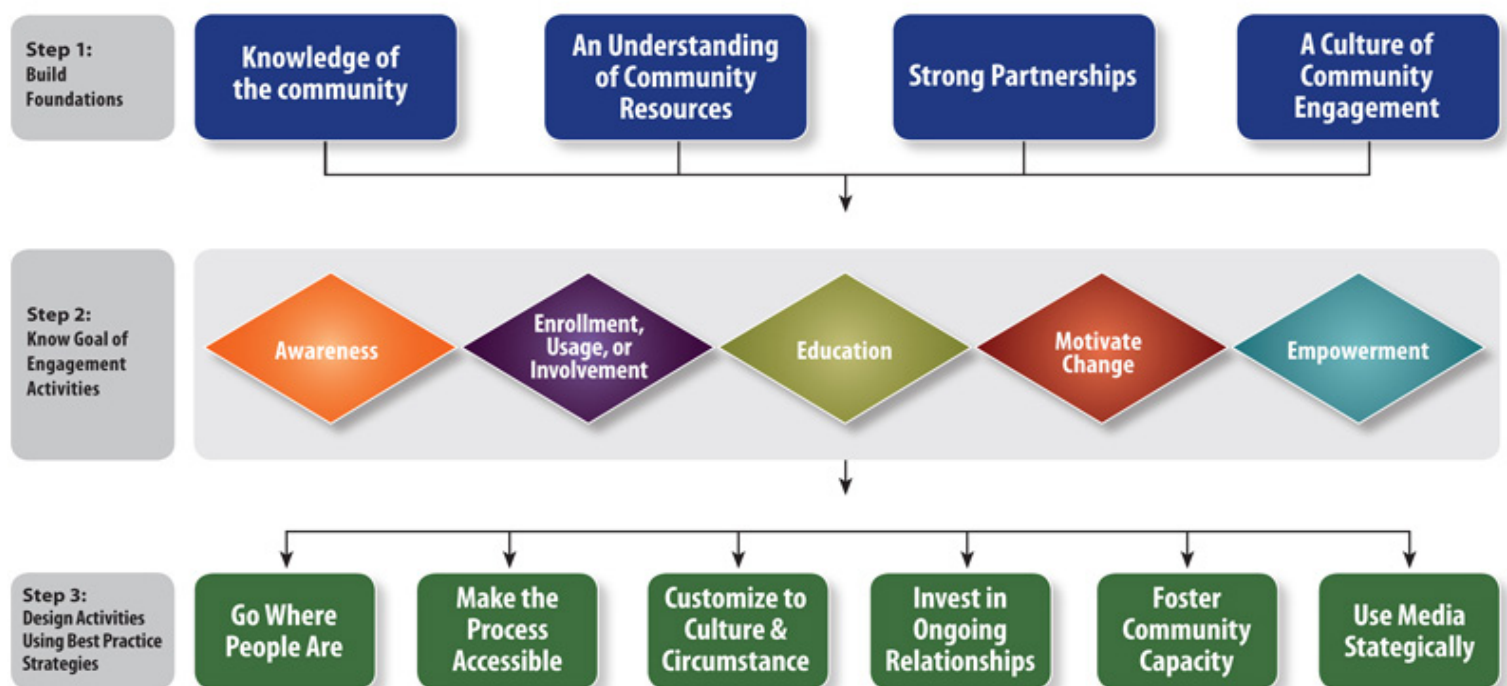 Step 1:
Build
Foundations
Knowledge of
the community
An Understanding
of Community
Resources
Strong Partnerships
A Culture of
Community
Engagement
Step 2:
Know Goal of
Engagement
Activities
Awareness
Enrollment,
Usage, or
Involvement
Education
Motivate
Change
Empowerment
Step 3:
Design Activities
Using Best Practice
Strategies
Go Where
People Are
Make the
Process
Accessible
Customize to
Culture &
Circumstance
Invest in
Ongoing
Relationships
Foster
Community
Capacity
Use Media
Stategically